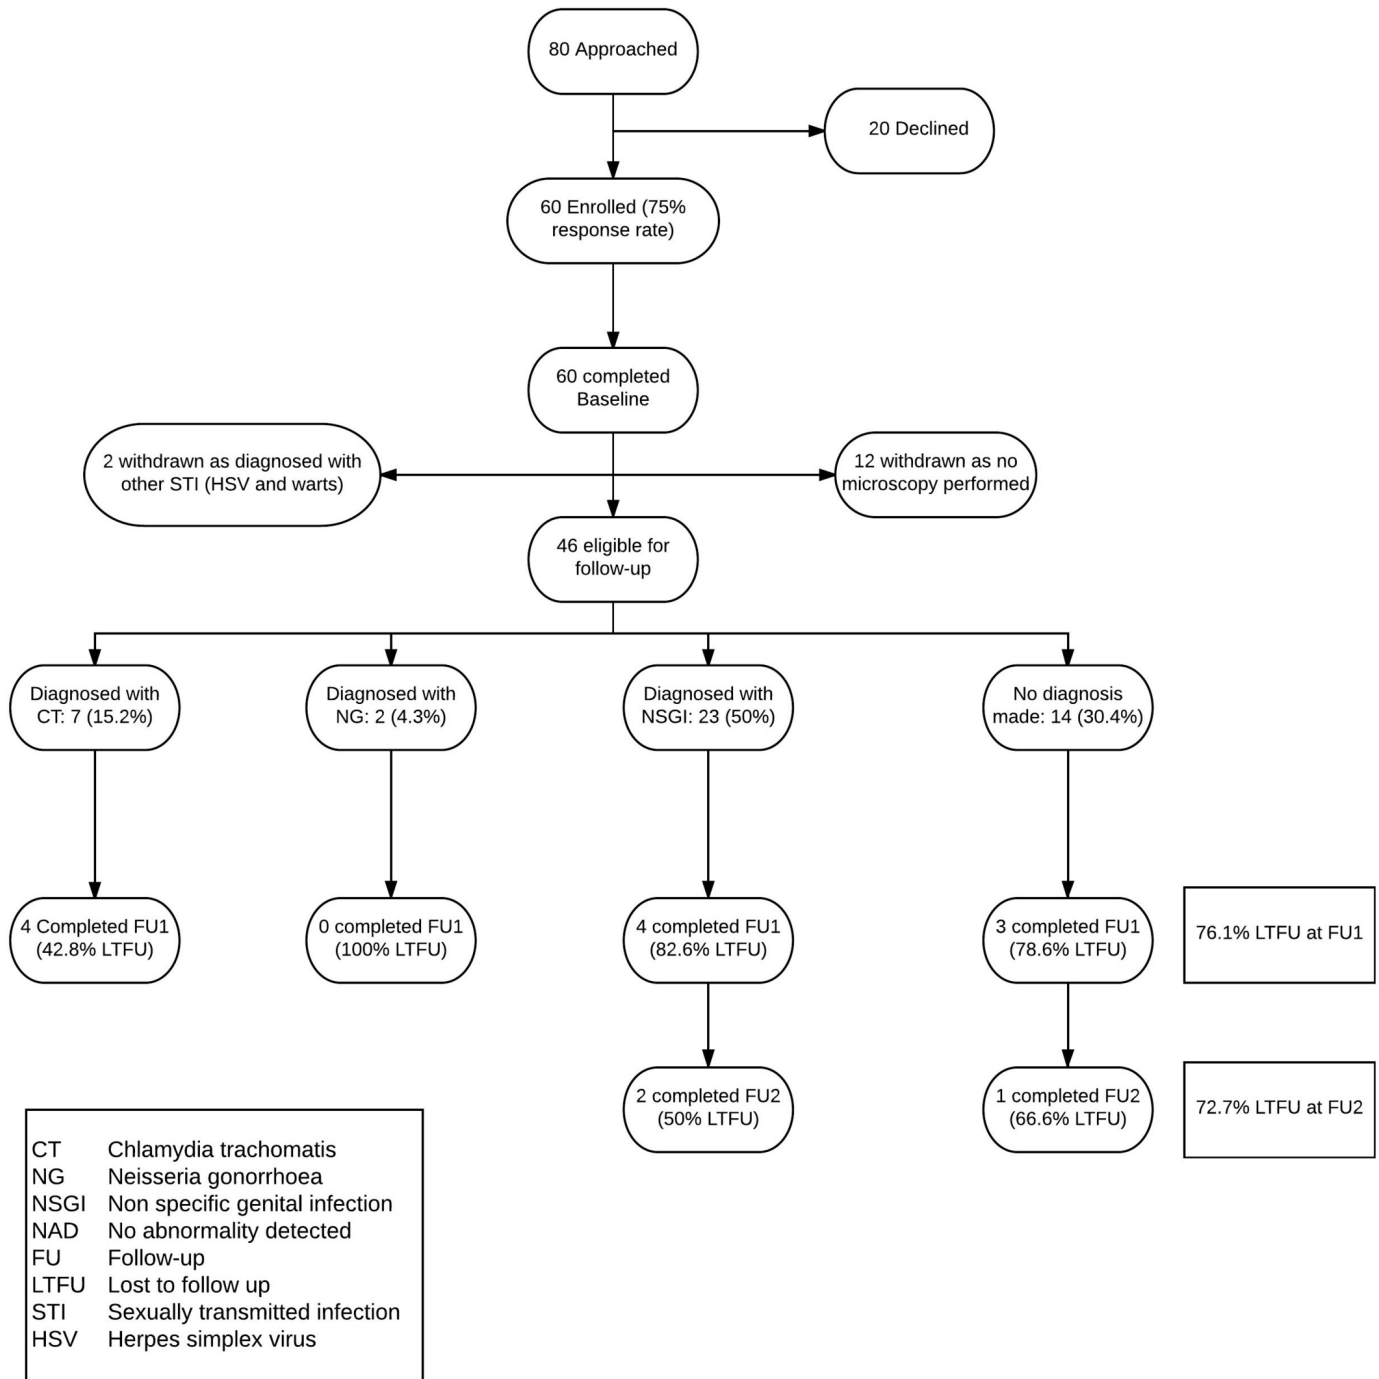 80 Approached
20 Declined
60 Enrolled (75%
response rate)
60 completed
Baseline
2 withdrawn as diagnosed with
other STI (HSV and warts)
12 withdrawn as no
microscopy performed
46 eligible for
follow-up
Diagnosed with
CT: 7 (15.2%)
Diagnosed with
NG: 2 (4.3%)
Diagnosed with
NSGI: 23 (50%)
No diagnosis
made: 14 (30.4%)
4 Completed FU1
(42.8% LTFU)
0 completed FU1
(100% LTFU)
4 completed FU1
(82.6% LTFU)
3 completed FU1
(78.6% LTFU)
76.1% LTFU at FU1
2 completed FU2
(50% LTFU)
1 completed FU2
(66.6% LTFU)
72.7% LTFU at FU2
CT Chlamydia trachomatis
NG Neisseria gonorrhoea
NSGI Non specific genital infection
NAD No abnormality detected
FU Follow-up
LTFU Lost to follow up
STI Sexually transmitted infection
HSV Herpes simplex virus